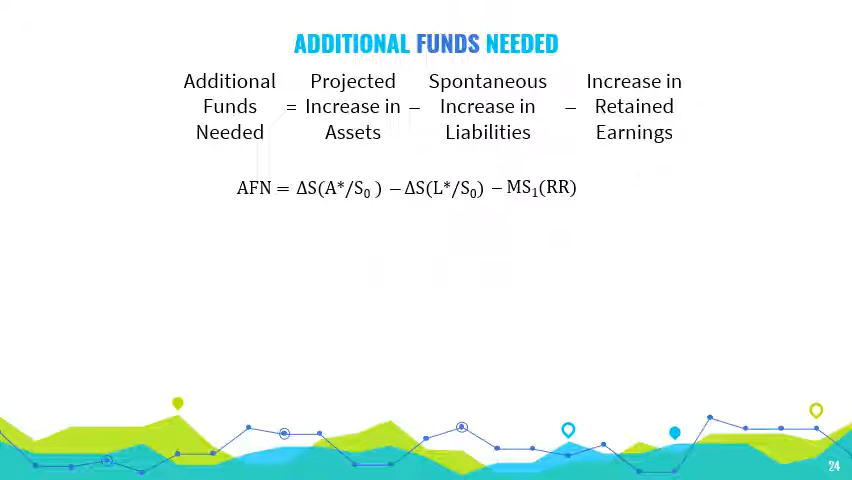 ADDITIONAL FUNDS NEEDED
Additional Projected Spontaneous Increase in
Funds = Increase in − Increase in − Retained
Needed Assets Liabilities Earnings
AFN = ΔS(A*/S₀ ) − ΔS(L*/S₀) − MS₁(RR)
24